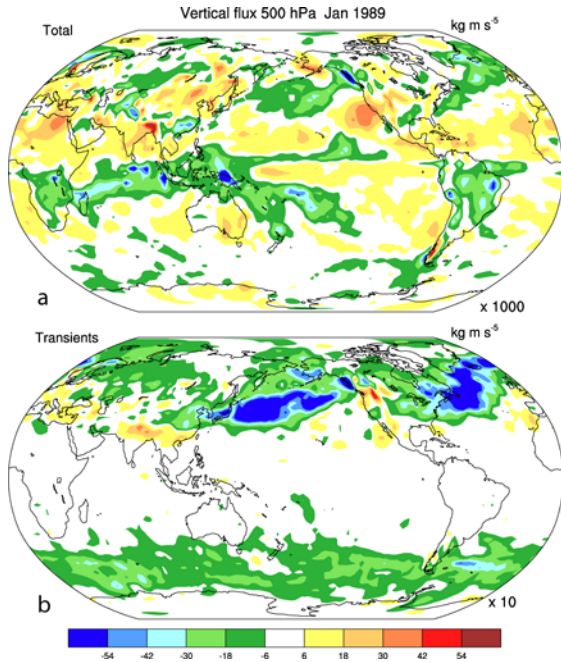 Vertical flux 500 hPa Jan 1989
Total
kg m s⁻⁵
a
x 1000
Transients
kg m s⁻⁵
b
x 10
-54 -42 -30 -18 -6 6 18 30 42 54